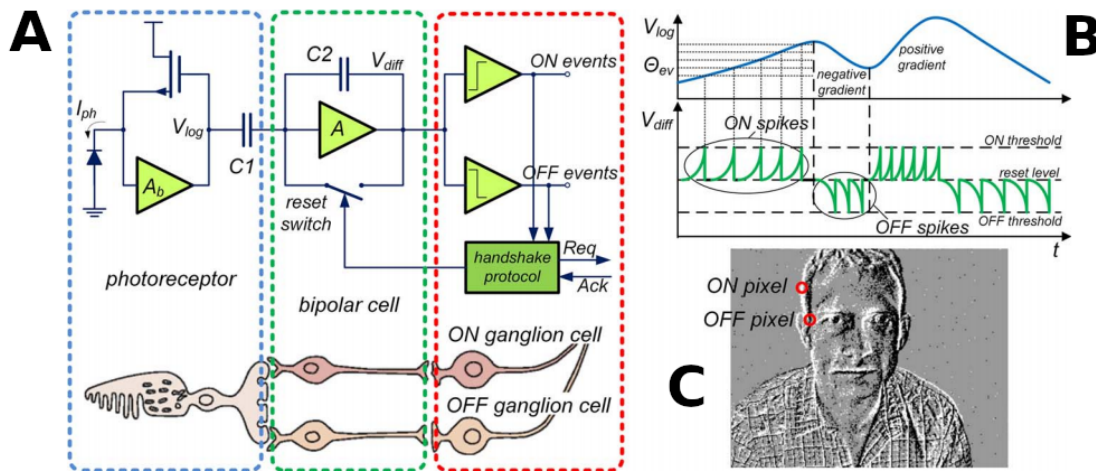 A
C2
V_diff
ON events
I_ph
V_log
C1
A
A_b
OFF events
reset
switch
handshake
protocol
Req
Ack
photoreceptor
bipolar cell
ON ganglion cell
OFF ganglion cell
B
V_log
Θ_ev
negative
gradient
positive
gradient
V_diff
ON spikes
ON threshold
reset level
OFF threshold
OFF spikes
t
C
ON pixel
OFF pixel